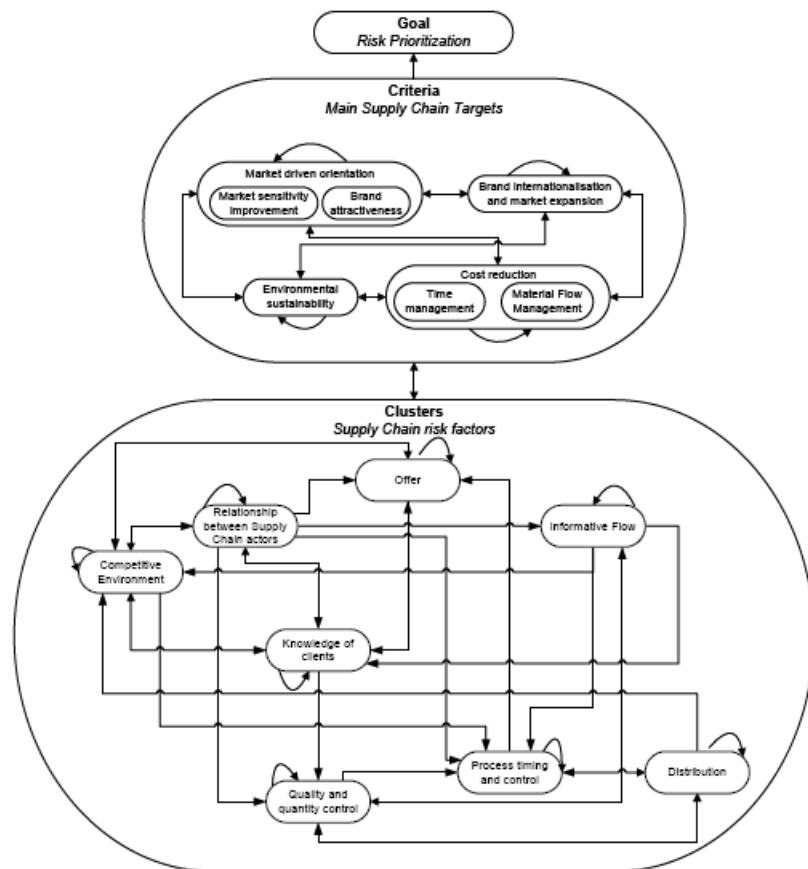 Goal
Risk Prioritization
Criteria
Main Supply Chain Targets
Market driven orientation
Market sensitivity
improvement
Brand
attractiveness
Brand internationalisation
and market expansion
Environmental
sustainability
Cost reduction
Time
management
Material Flow
Management
Clusters
Supply Chain risk factors
Offer
Relationship
between Supply
Chain actors
Informative Flow
Competitive
Environment
Knowledge of
clients
Process timing
and control
Distribution
Quality and
quantity control